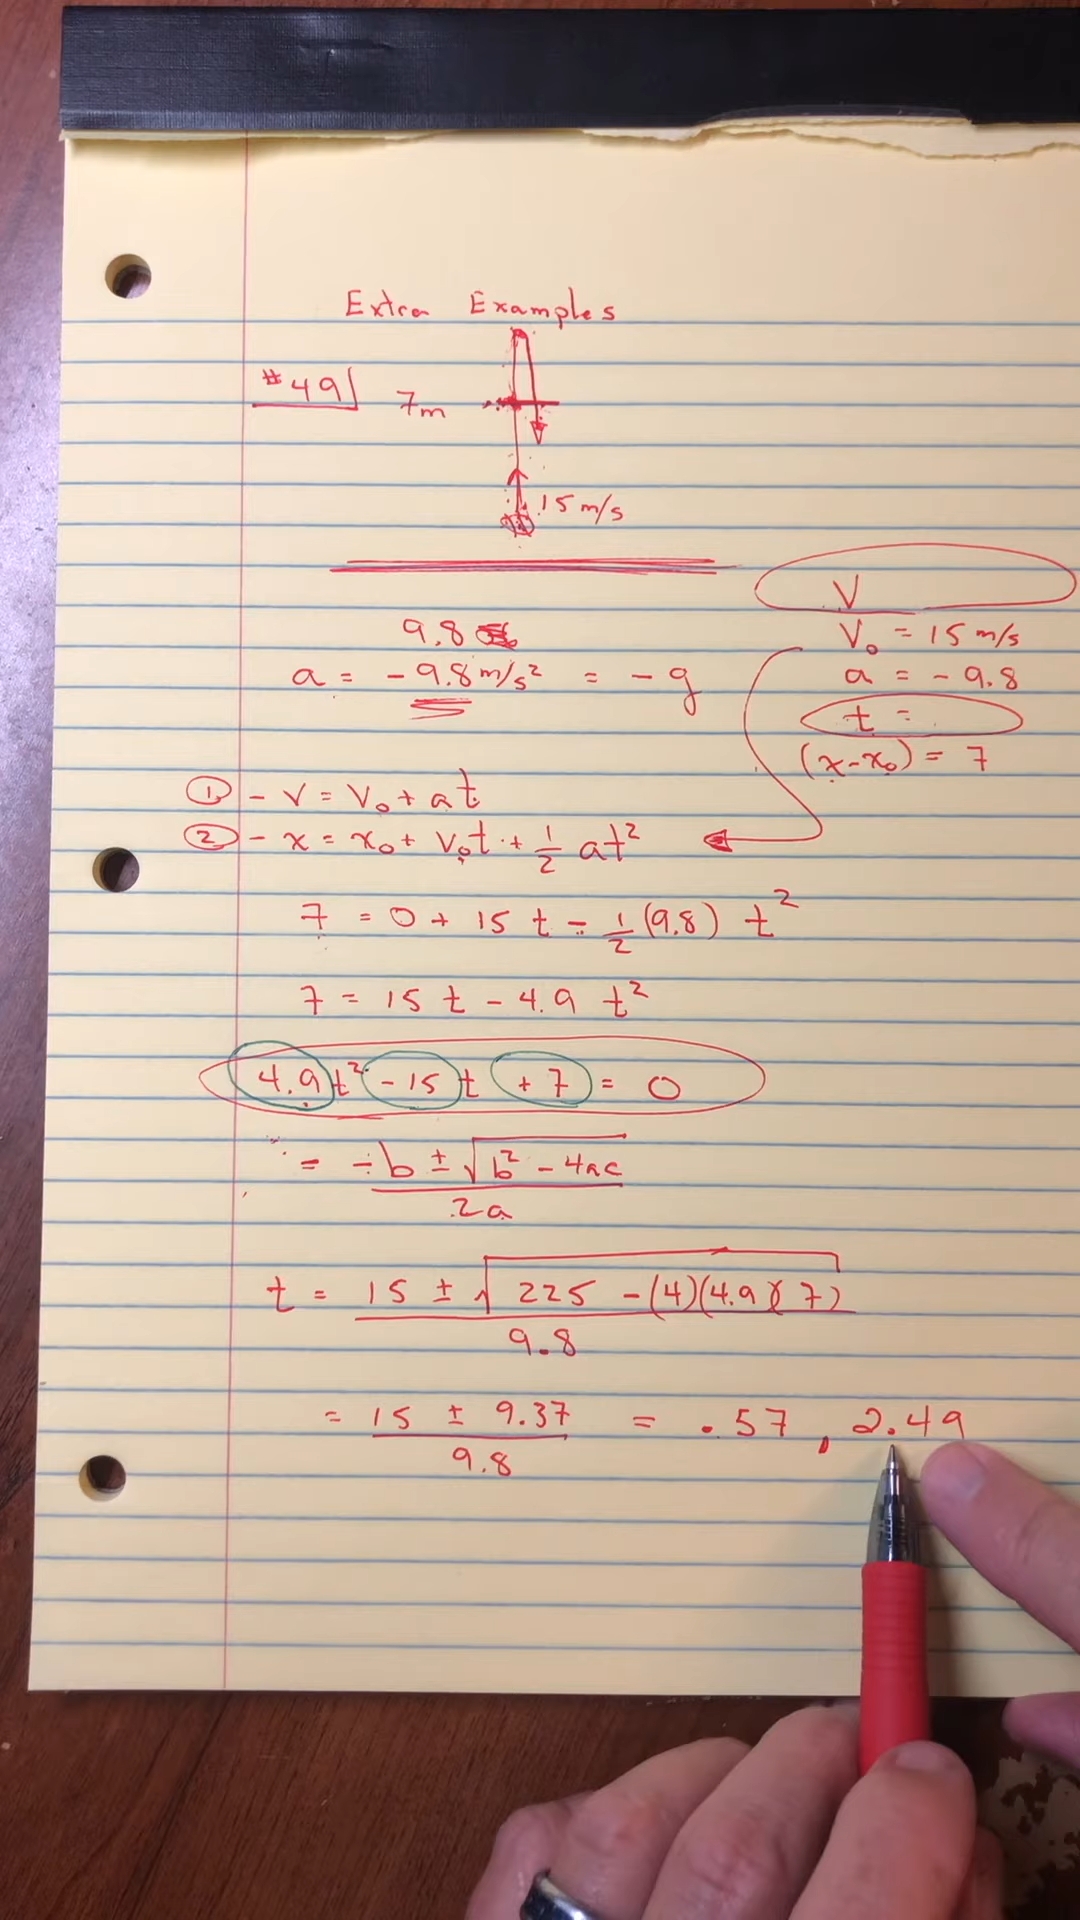 Extra Examples
#49 7m
15 m/s
V
9.8
V₀ = 15 m/s
a = -9.8 m/s² = -g
a = -9.8
t =
(x-x₀) = 7
① - V = V₀ + at
② - x = x₀ + V₀t + 1/2 at²
7 = 0 + 15 t - 1/2 (9.8) t²
7 = 15 t - 4.9 t²
4.9 t² - 15 t + 7 = 0
= -b ± √(b² - 4ac) / 2a
t = 15 ± √(225 - (4)(4.9)(7)) / 9.8
= 15 ± 9.37 / 9.8 = .57, 2.49